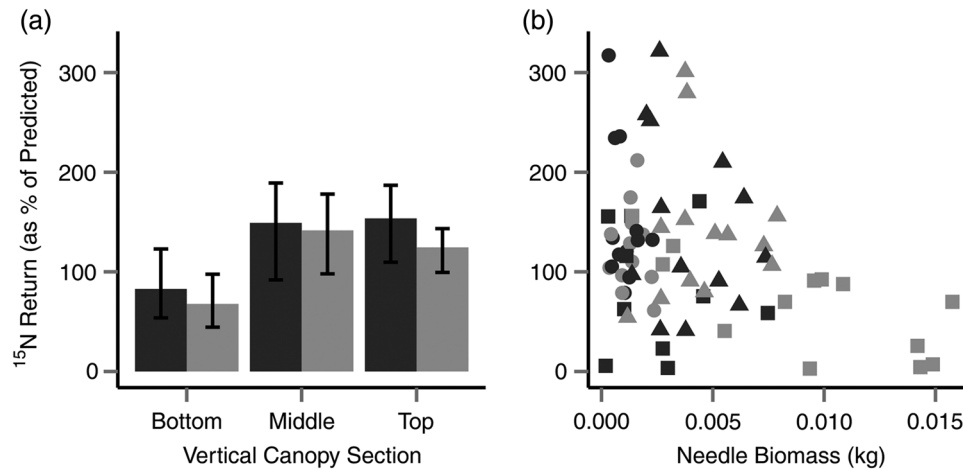 (a)
¹⁵N Return (as % of Predicted)
300
200
100
0
Bottom Middle Top
Vertical Canopy Section
(b)
300
200
100
0
0.000 0.005 0.010 0.015
Needle Biomass (kg)